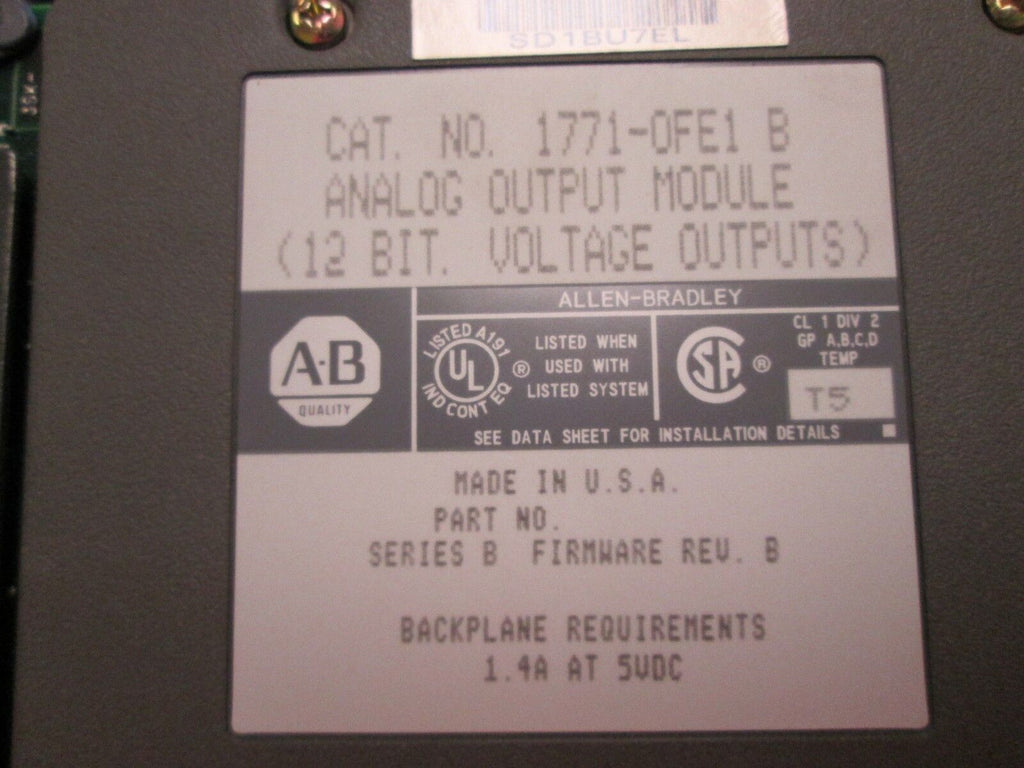 SD1BU7EL
3SK-
CAT. NO. 1771-OFE1 B
ANALOG OUTPUT MODULE
(12 BIT. VOLTAGE OUTPUTS)
ALLEN-BRADLEY
A-B
QUALITY
LISTED A191
UL
IND CONT EQ
®
LISTED WHEN
USED WITH
LISTED SYSTEM
SA
®
CL 1 DIV 2
GP A,B,C,D
TEMP
T5
SEE DATA SHEET FOR INSTALLATION DETAILS
MADE IN U.S.A.
PART NO.
SERIES B FIRMWARE REV. B
BACKPLANE REQUIREMENTS
1.4A AT 5VDC